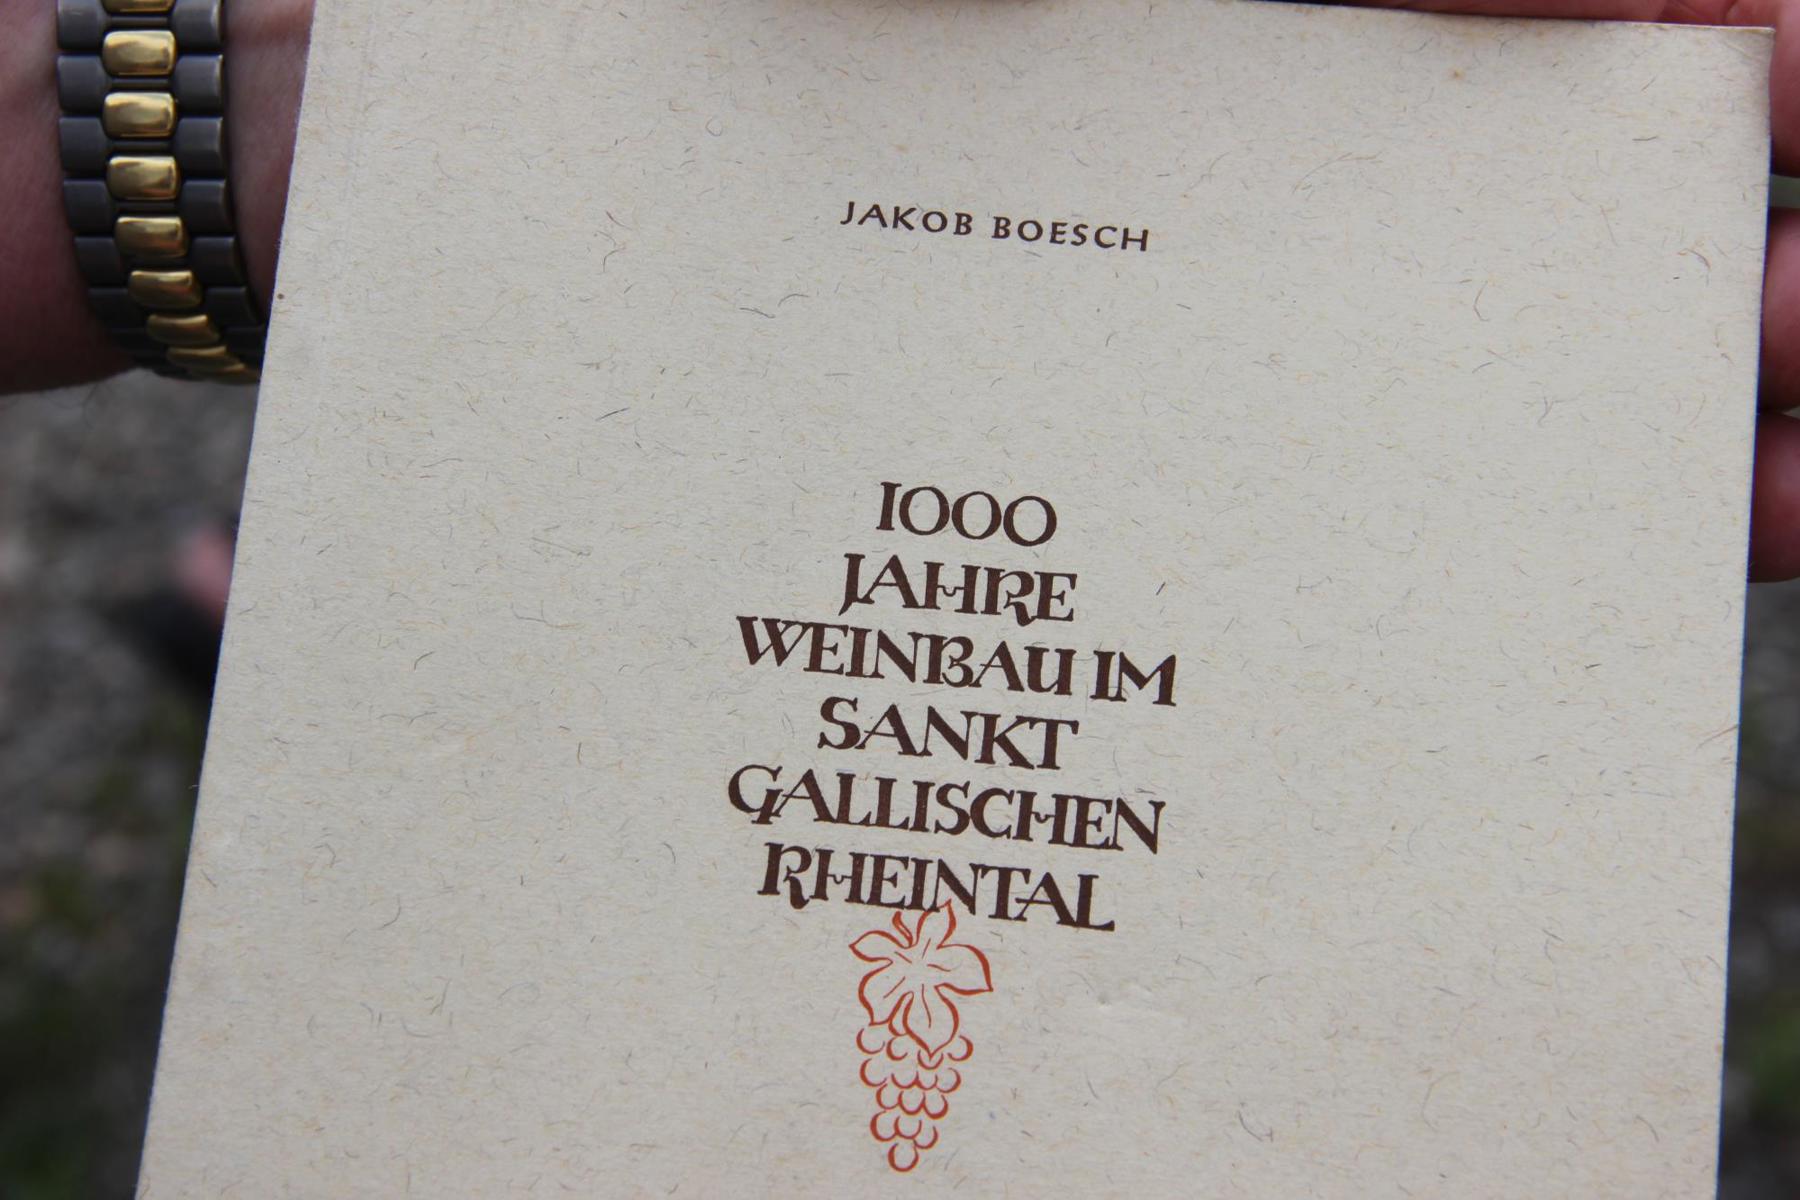 JAKOB BOESCH
1000
JAHRE
WEINBAU IM
SANKT
GALLISCHEN
RHEINTAL